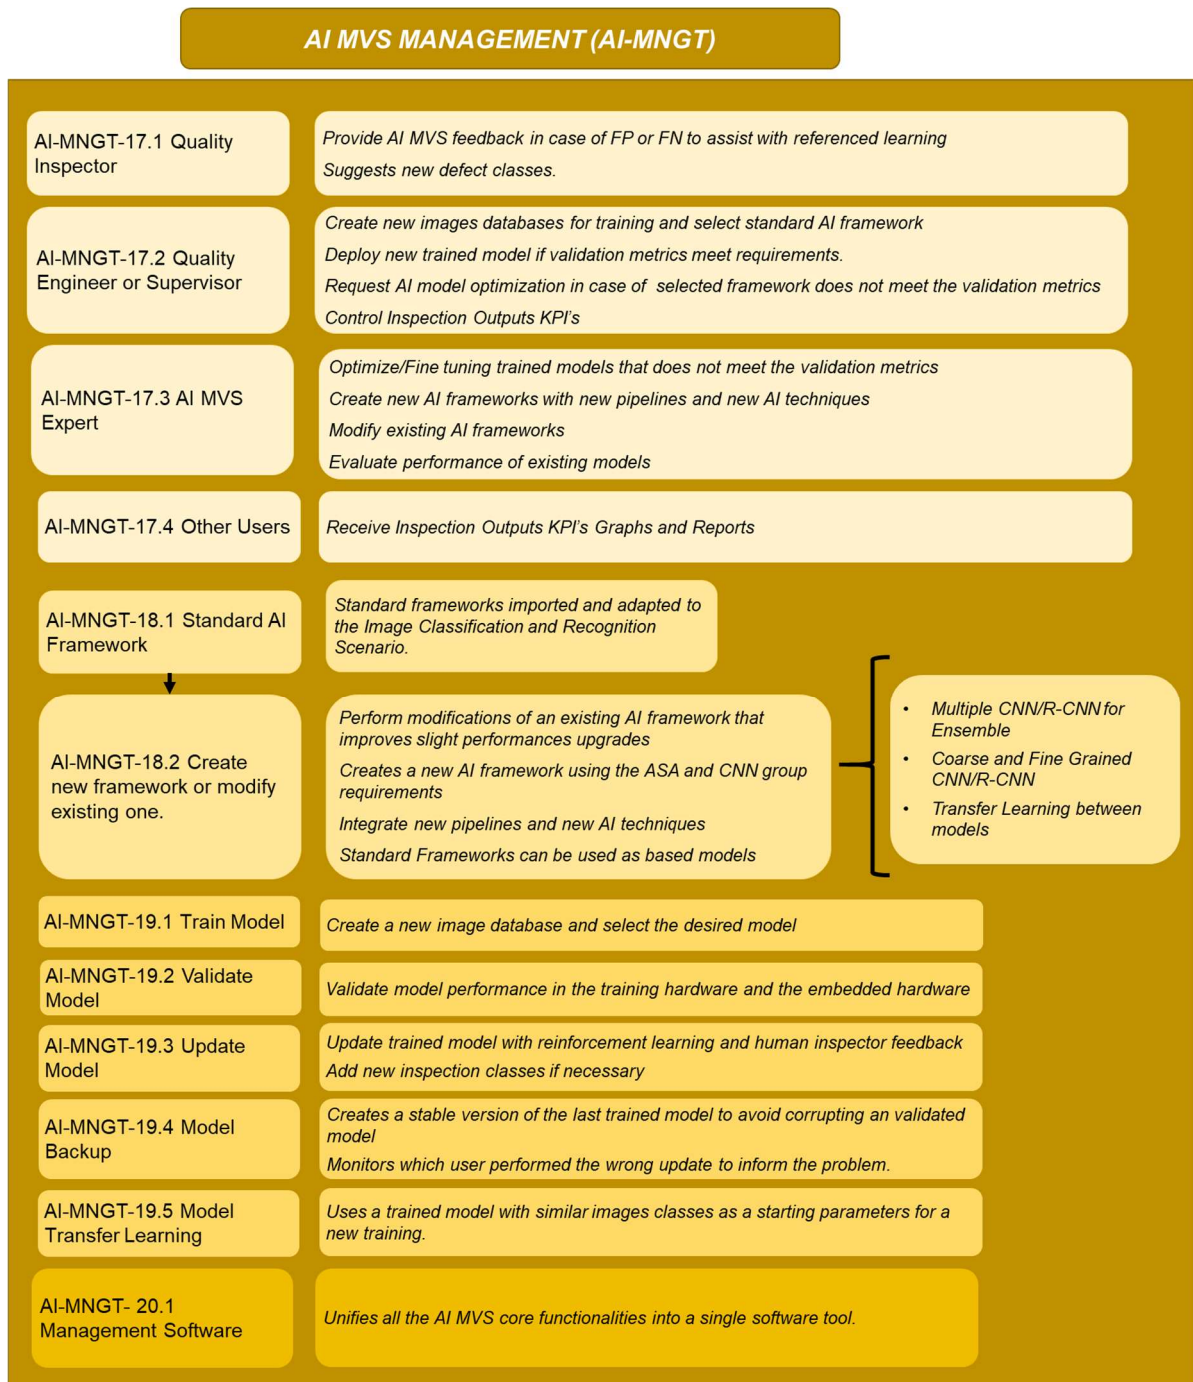 AI MVS MANAGEMENT (AI-MNGT)
AI-MNGT-17.1 Quality
Inspector
Provide AI MVS feedback in case of FP or FN to assist with referenced learning
Suggests new defect classes.
AI-MNGT-17.2 Quality
Engineer or Supervisor
Create new images databases for training and select standard AI framework
Deploy new trained model if validation metrics meet requirements.
Request AI model optimization in case of selected framework does not meet the validation metrics
Control Inspection Outputs KPI's
AI-MNGT-17.3 AI MVS
Expert
Optimize/Fine tuning trained models that does not meet the validation metrics
Create new AI frameworks with new pipelines and new AI techniques
Modify existing AI frameworks
Evaluate performance of existing models
AI-MNGT-17.4 Other Users
Receive Inspection Outputs KPI's Graphs and Reports
AI-MNGT-18.1 Standard AI
Framework
Standard frameworks imported and adapted to
the Image Classification and Recognition
Scenario.
AI-MNGT-18.2 Create
new framework or modify
existing one.
Perform modifications of an existing AI framework that
improves slight performances upgrades
Creates a new AI framework using the ASA and CNN group
requirements
Integrate new pipelines and new AI techniques
Standard Frameworks can be used as based models
• Multiple CNN/R-CNN for
Ensemble
• Coarse and Fine Grained
CNN/R-CNN
• Transfer Learning between
models
AI-MNGT-19.1 Train Model
Create a new image database and select the desired model
AI-MNGT-19.2 Validate
Model
Validate model performance in the training hardware and the embedded hardware
AI-MNGT-19.3 Update
Model
Update trained model with reinforcement learning and human inspector feedback
Add new inspection classes if necessary
AI-MNGT-19.4 Model
Backup
Creates a stable version of the last trained model to avoid corrupting an validated
model
Monitors which user performed the wrong update to inform the problem.
AI-MNGT-19.5 Model
Transfer Learning
Uses a trained model with similar images classes as a starting parameters for a
new training.
AI-MNGT- 20.1
Management Software
Unifies all the AI MVS core functionalities into a single software tool.